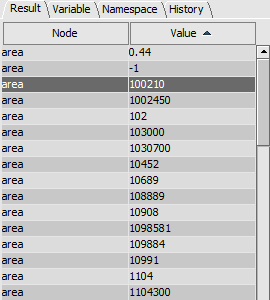 Result Variable Namespace History
Node Value
area 0.44
area -1
area 100210
area 1002450
area 102
area 103000
area 1030700
area 10452
area 10689
area 108889
area 10908
area 1098581
area 109884
area 10991
area 1104
area 1104300